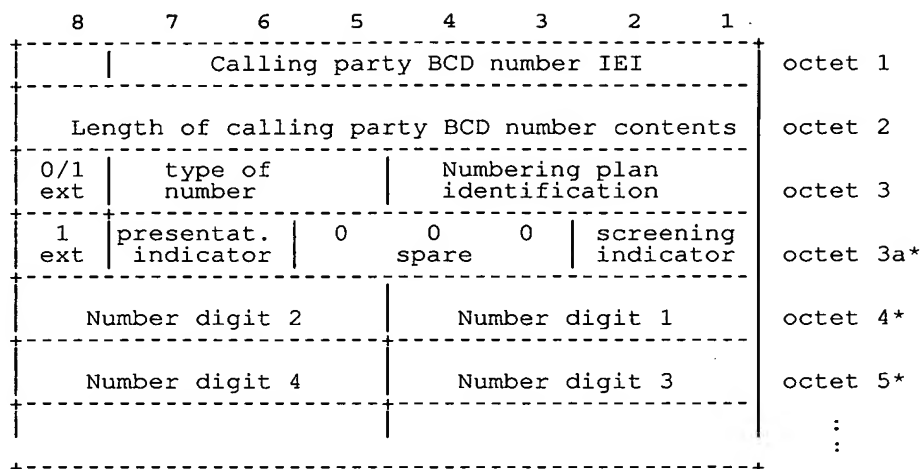 8 7 6 5 4 3 2 1
Calling party BCD number IEI octet 1
Length of calling party BCD number contents octet 2
0/1 type of Numbering plan
ext number identification octet 3
1 presentat. 0 0 0 screening
ext indicator spare indicator octet 3a*
Number digit 2 Number digit 1 octet 4*
Number digit 4 Number digit 3 octet 5*
:
: